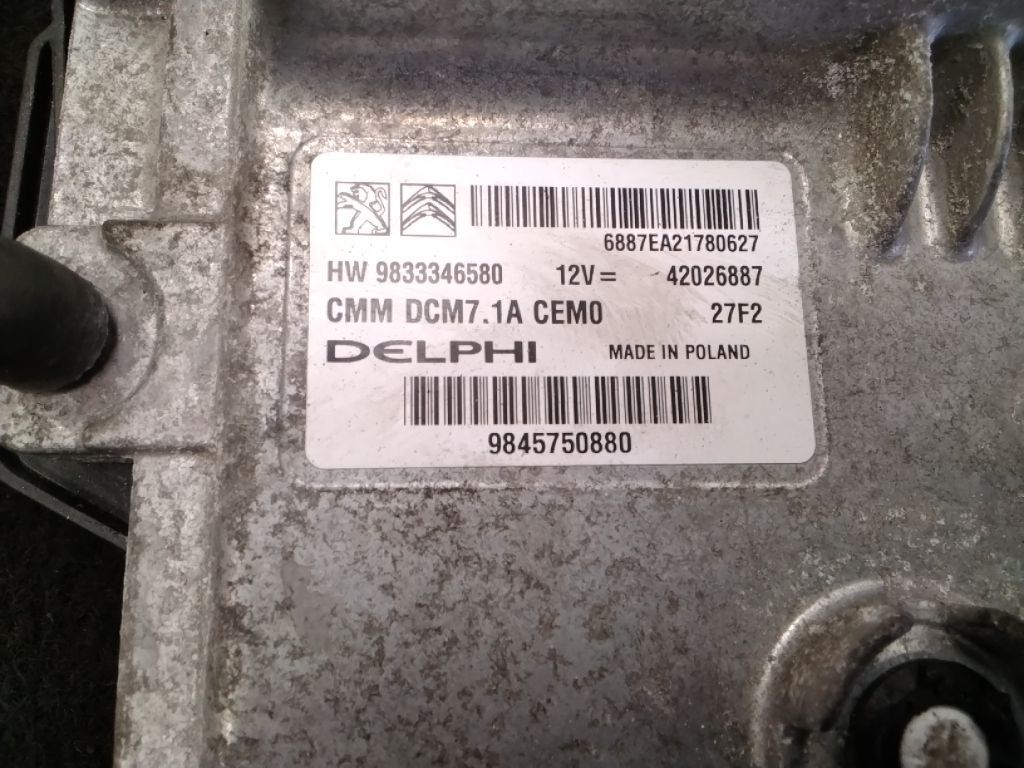 6887EA21780627
HW 9833346580 12V= 42026887
CMM DCM7.1A CEM0 27F2
DELPHI MADE IN POLAND
9845750880